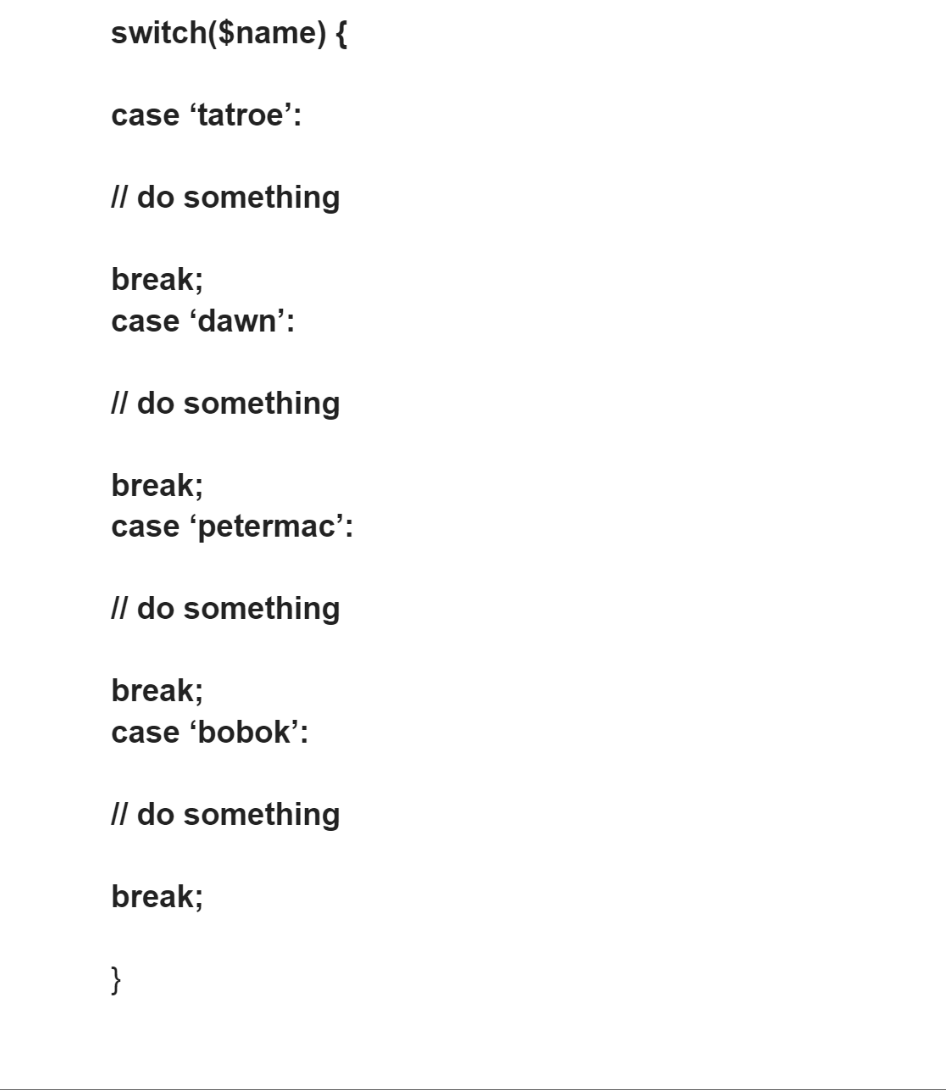 switch($name) {
case ‘tatroe’:
// do something
break;
case ‘dawn’:
// do something
break;
case ‘petermac’:
// do something
break;
case ‘bobok’:
// do something
break;
}